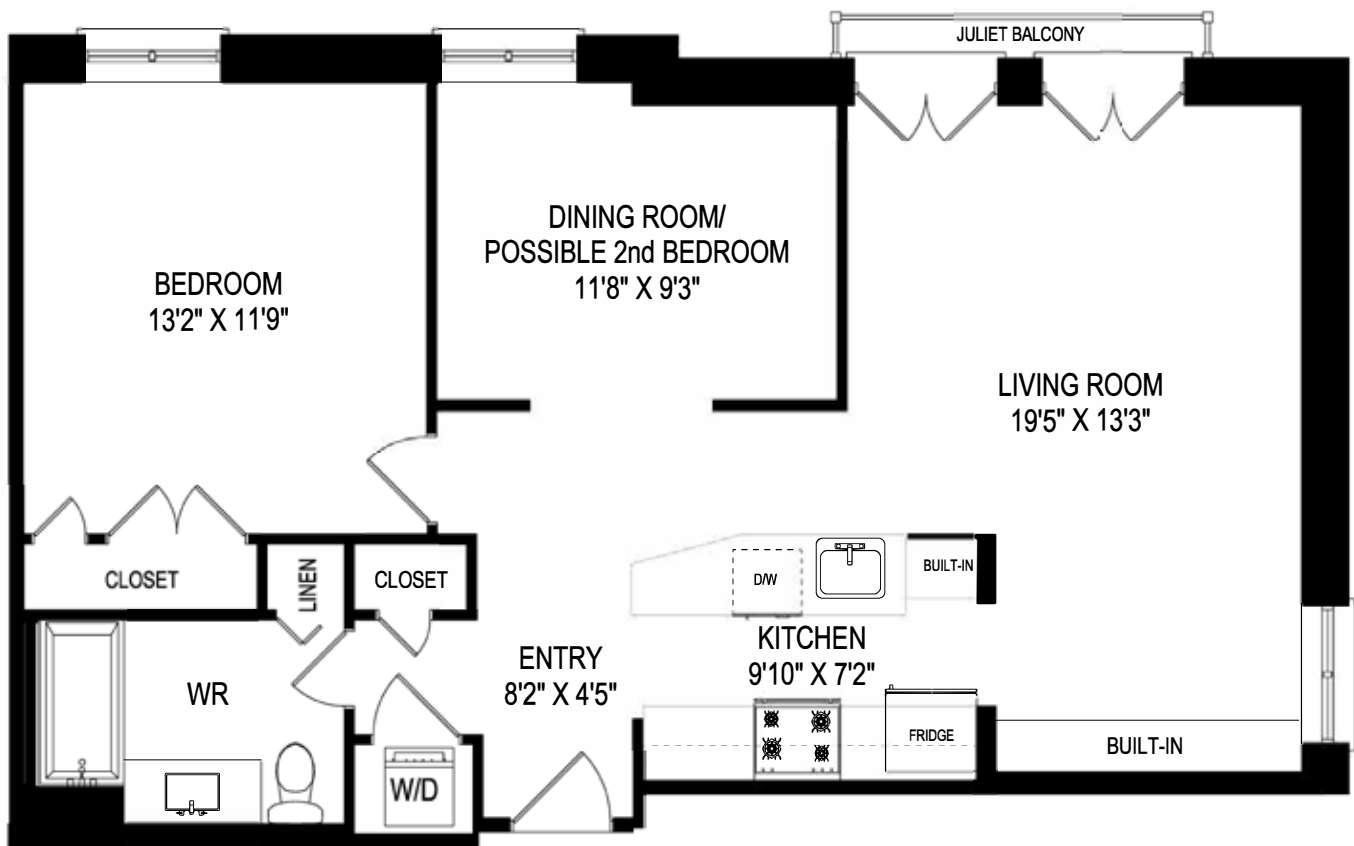 JULIET BALCONY
DINING ROOM/
POSSIBLE 2nd BEDROOM
11'8" X 9'3"
BEDROOM
13'2" X 11'9"
LIVING ROOM
19'5" X 13'3"
CLOSET
LINEN
CLOSET
D/W
BUILT-IN
KITCHEN
9'10" X 7'2"
ENTRY
8'2" X 4'5"
WR
FRIDGE
BUILT-IN
W/D